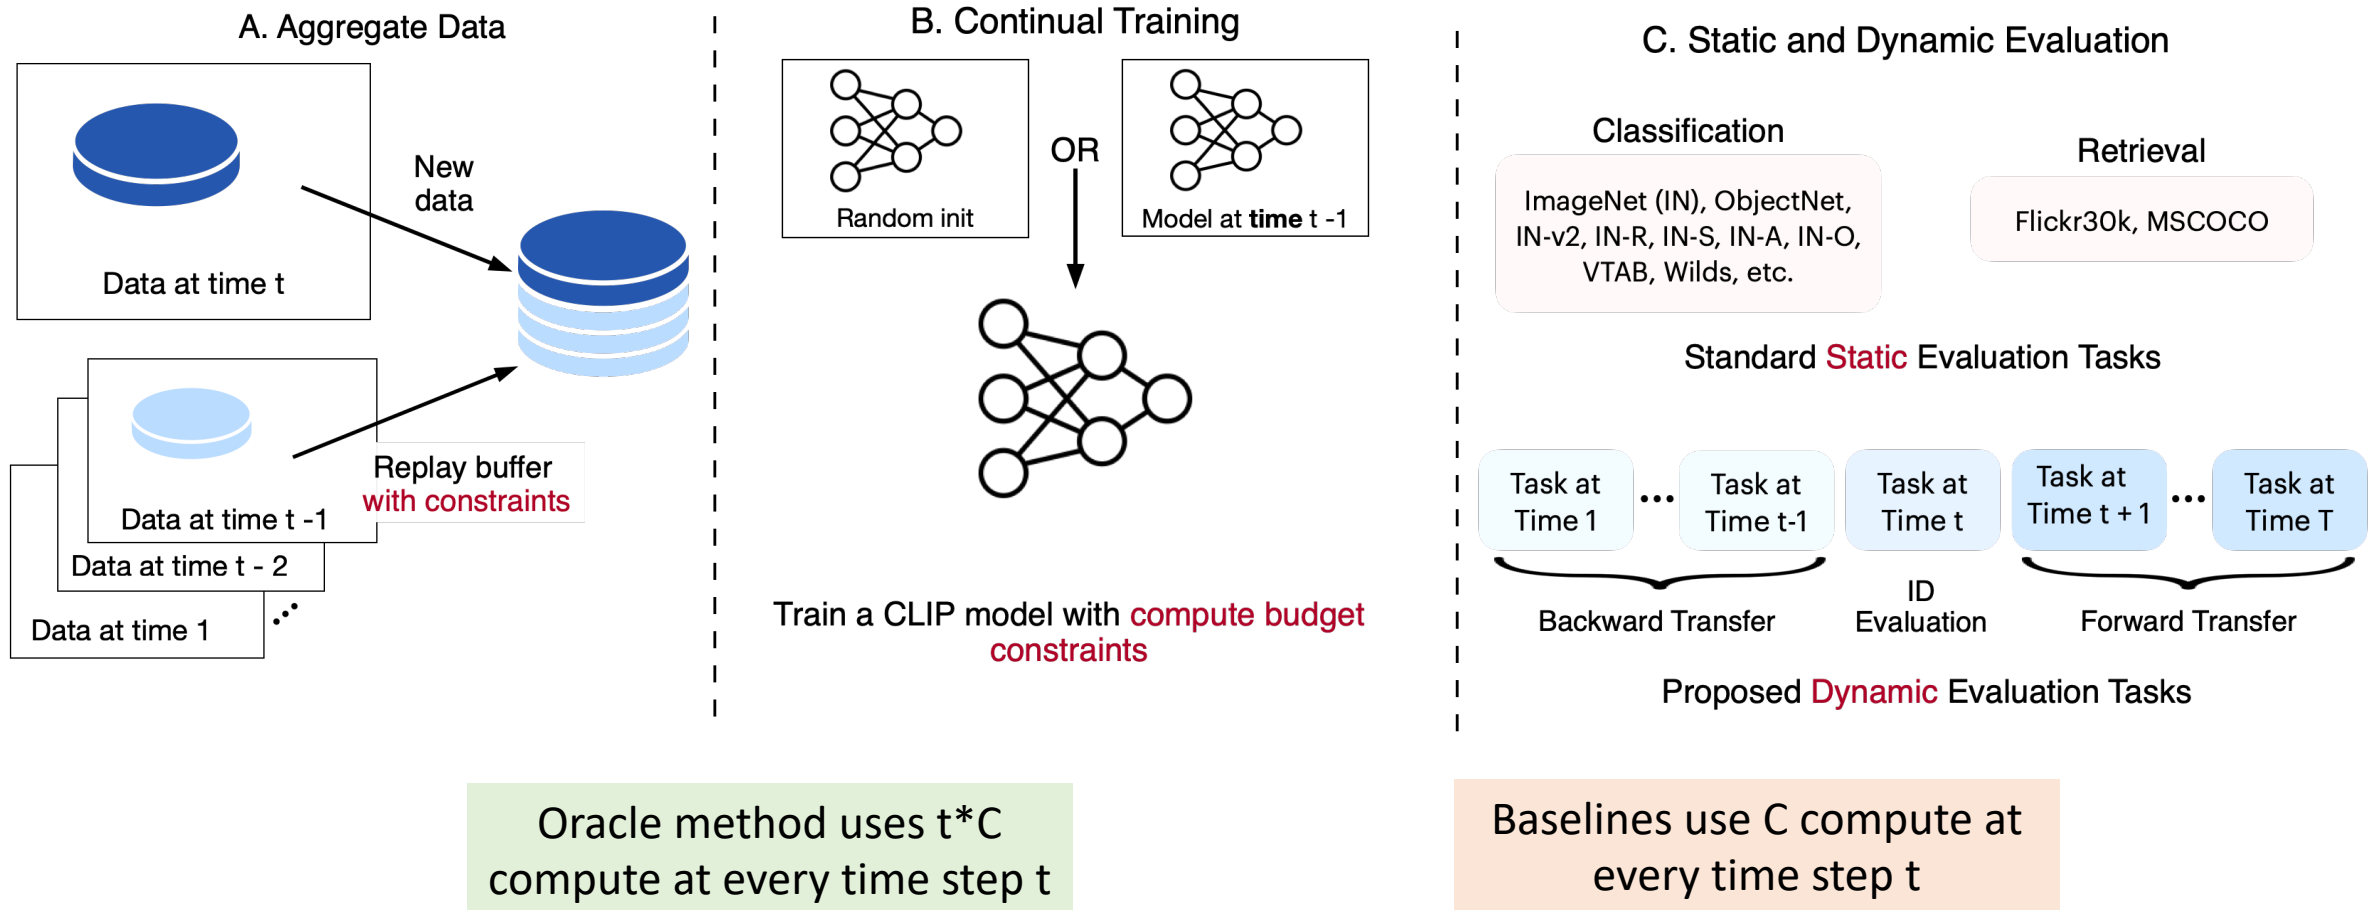 A. Aggregate Data
Data at time t
New
data
Data at time t -1
Data at time t - 2
Data at time 1
Replay buffer
with constraints
B. Continual Training
Random init
OR
Model at time t -1
Train a CLIP model with compute budget
constraints
C. Static and Dynamic Evaluation
Classification
ImageNet (IN), ObjectNet,
IN-v2, IN-R, IN-S, IN-A, IN-O,
VTAB, Wilds, etc.
Retrieval
Flickr30k, MSCOCO
Standard Static Evaluation Tasks
Task at
Time 1
...
Task at
Time t-1
Task at
Time t
Task at
Time t + 1
...
Task at
Time T
Backward Transfer
ID
Evaluation
Forward Transfer
Proposed Dynamic Evaluation Tasks
Oracle method uses t*C
compute at every time step t
Baselines use C compute at
every time step t